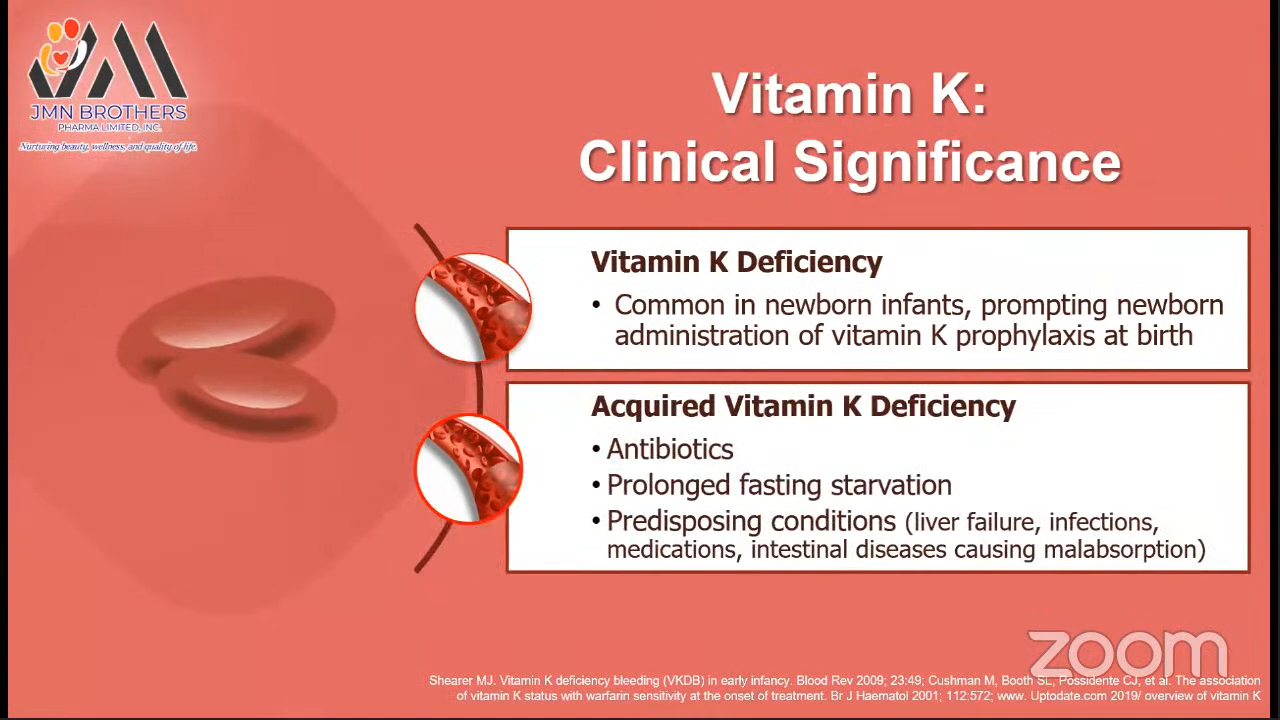 JMN BROTHERS
PHARMA LIMITED, INC.
Nurturing beauty, wellness, and quality of life.
Vitamin K:
Clinical Significance
Vitamin K Deficiency
• Common in newborn infants, prompting newborn
administration of vitamin K prophylaxis at birth
Acquired Vitamin K Deficiency
• Antibiotics
• Prolonged fasting starvation
• Predisposing conditions (liver failure, infections,
medications, intestinal diseases causing malabsorption)
zoom
Shearer MJ. Vitamin K deficiency bleeding (VKDB) in early infancy. Blood Rev 2009; 23:49; Cushman M, Booth SL, Possidente CJ, et al. The association
of vitamin K status with warfarin sensitivity at the onset of treatment. Br J Haematol 2001; 112:572; www. Uptodate.com 2019/ overview of vitamin K